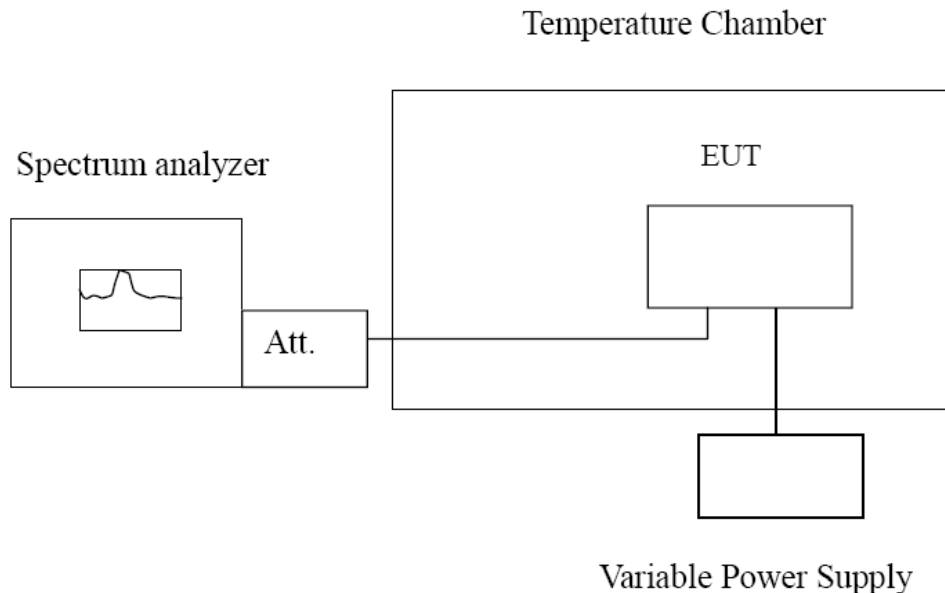 Temperature Chamber
EUT
Spectrum analyzer
Att.
Variable Power Supply